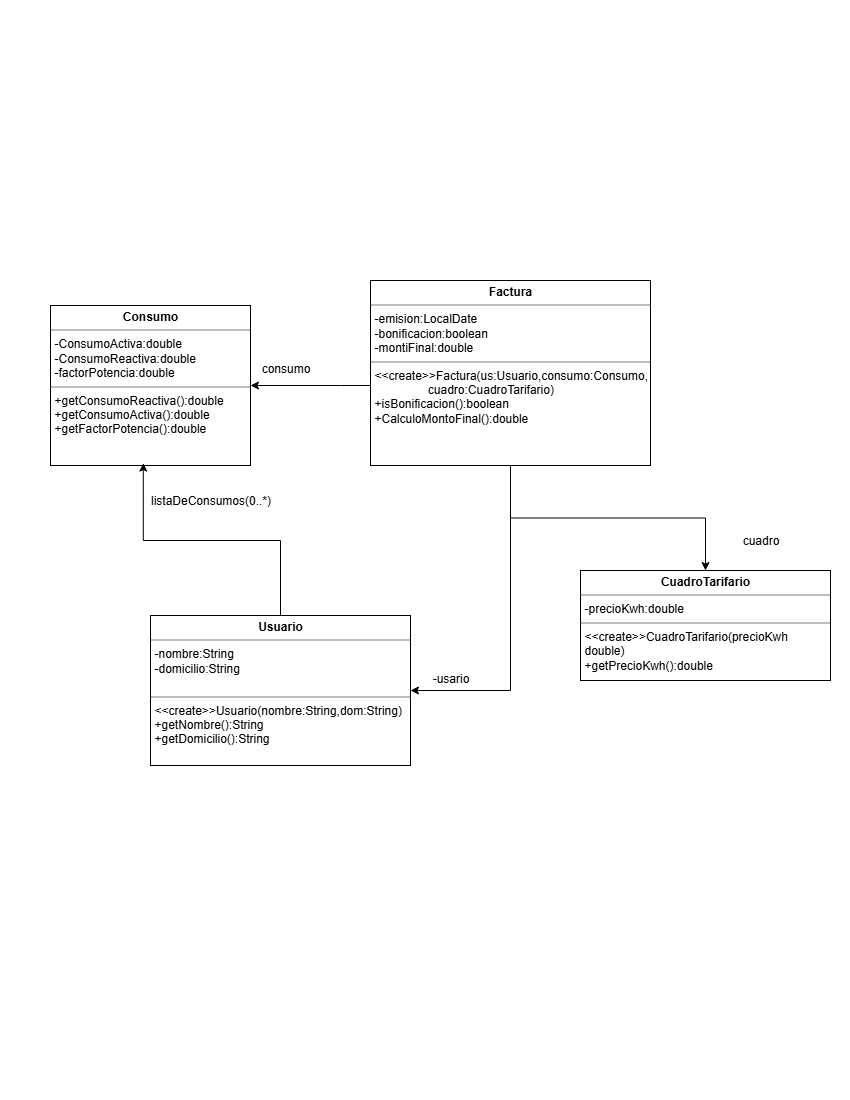 Factura
-emision:LocalDate
-bonificacion:boolean
-montiFinal:double
<<create>>Factura(us:Usuario,consumo:Consumo,
cuadro:CuadroTarifario)
+isBonificacion():boolean
+CalculoMontoFinal():double
Consumo
-ConsumoActiva:double
-ConsumoReactiva:double
-factorPotencia:double
+getConsumoReactiva():double
+getConsumoActiva():double
+getFactorPotencia():double
consumo
listaDeConsumos(0..*)
cuadro
CuadroTarifario
-precioKwh:double
<<create>>CuadroTarifario(precioKwh
double)
+getPrecioKwh():double
Usuario
-nombre:String
-domicilio:String
<<create>>Usuario(nombre:String,dom:String)
+getNombre():String
+getDomicilio():String
-usario